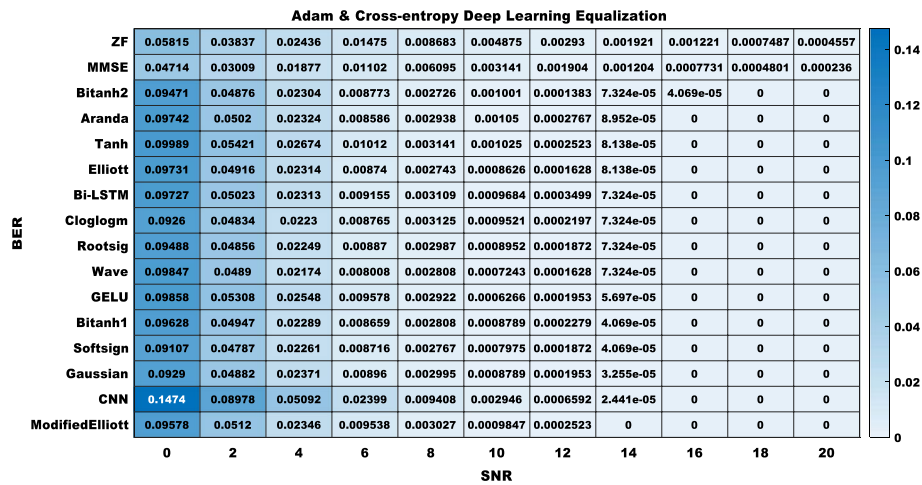 Adam & Cross-entropy Deep Learning Equalization
ZF 0.05815 0.03837 0.02436 0.01475 0.008683 0.004875 0.00293 0.001921 0.001221 0.0007487 0.0004557
MMSE 0.04714 0.03009 0.01877 0.01102 0.006095 0.003141 0.001904 0.001204 0.0007731 0.0004801 0.000236
Bitanh2 0.09471 0.04876 0.02304 0.008773 0.002726 0.001001 0.0001383 7.324e-05 4.069e-05 0 0
Aranda 0.09742 0.0502 0.02324 0.008586 0.002938 0.00105 0.0002767 8.952e-05 0 0 0
Tanh 0.09989 0.05421 0.02674 0.01012 0.003141 0.001025 0.0002523 8.138e-05 0 0 0
Elliott 0.09731 0.04916 0.02314 0.00874 0.002743 0.0008626 0.0001628 8.138e-05 0 0 0
Bi-LSTM 0.09727 0.05023 0.02313 0.009155 0.003109 0.0009684 0.0003499 7.324e-05 0 0 0
Cloglogm 0.0926 0.04834 0.0223 0.008765 0.003125 0.0009521 0.0002197 7.324e-05 0 0 0
Rootsig 0.09488 0.04856 0.02249 0.00887 0.002987 0.0008952 0.0001872 7.324e-05 0 0 0
Wave 0.09847 0.0489 0.02174 0.008008 0.002808 0.0007243 0.0001628 7.324e-05 0 0 0
GELU 0.09858 0.05308 0.02548 0.009578 0.002922 0.0006266 0.0001953 5.697e-05 0 0 0
Bitanh1 0.09628 0.04947 0.02289 0.008659 0.002808 0.0008789 0.0002279 4.069e-05 0 0 0
Softsign 0.09107 0.04787 0.02261 0.008716 0.002767 0.0007975 0.0001872 4.069e-05 0 0 0
Gaussian 0.0929 0.04882 0.02371 0.00896 0.002995 0.0008789 0.0001953 3.255e-05 0 0 0
CNN 0.1474 0.08978 0.05092 0.02399 0.009408 0.002946 0.0006592 2.441e-05 0 0 0
ModifiedElliott 0.09578 0.0512 0.02346 0.009538 0.003027 0.0009847 0.0002523 0 0 0 0
0 2 4 6 8 10 12 14 16 18 20
SNR
BER
0.14
0.12
0.1
0.08
0.06
0.04
0.02
0